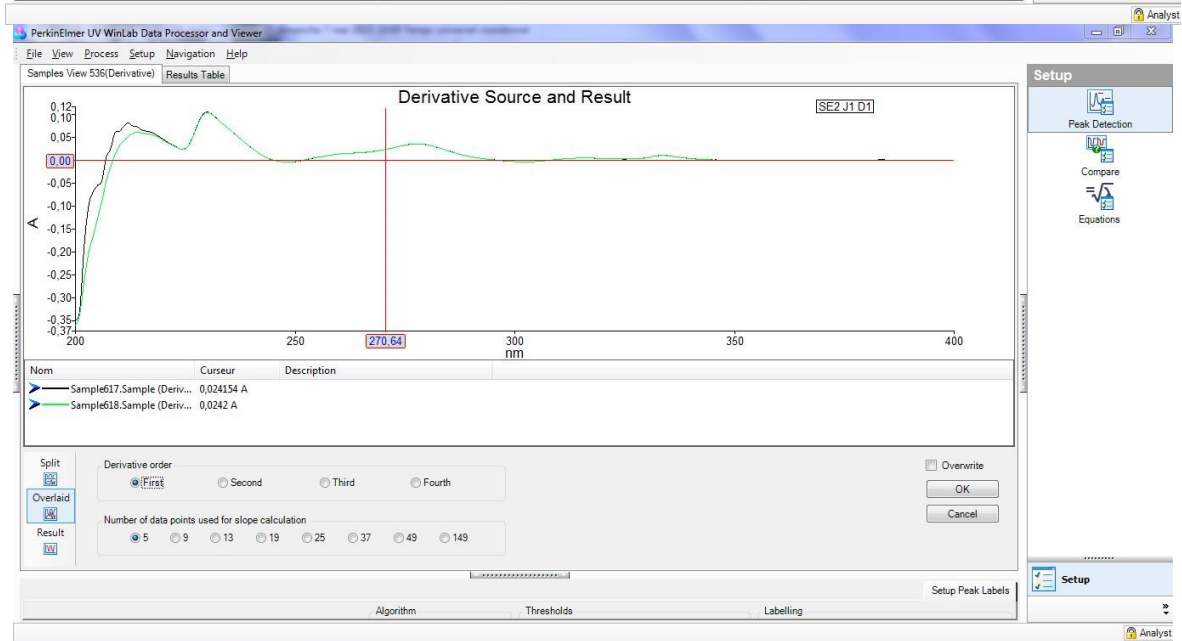 Analyst
PerkinElmer UV WinLab Data Processor and Viewer
File View Process Setup Navigation Help
Samples View 536(Derivative) Results Table
Setup
Derivative Source and Result
SE2 J1 D1
Peak Detection
Compare
Equations
0,12
0,10
0,05
0,00
-0,05
-0,10
-0,15
-0,20
-0,25
-0,30
-0,35
-0,37
A
200 250 270,64 300 350 400
nm
Nom Curseur Description
Sample617.Sample (Deriv... 0,024154 A
Sample618.Sample (Deriv... 0,0242 A
Split
Overlaid
Result
Derivative order
First Second Third Fourth
Number of data points used for slope calculation
5 9 13 19 25 37 49 149
Overwrite
OK
Cancel
Setup
Setup Peak Labels
Algorithm Thresholds Labelling
Analyst